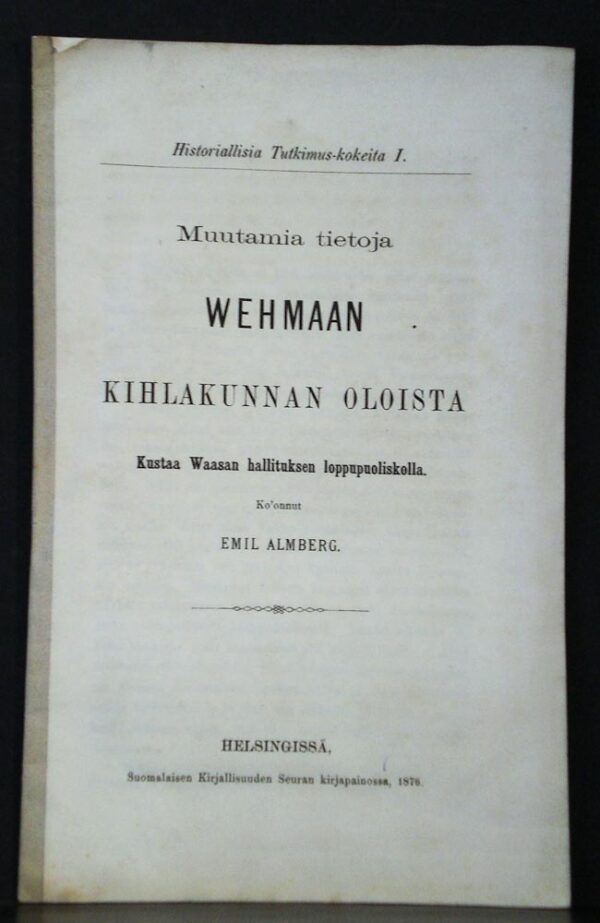 Historiallisia Tutkimus-kokeita I.
Muutamia tietoja
WEHMAAN
KIHLAKUNNAN OLOISTA
Kustaa Waasan hallituksen loppupuoliskolla.
Ko'onnut
EMIL ALMBERG.
HELSINGISSÄ,
Suomalaisen Kirjallisuuden Seuran kirjapainossa, 1876.